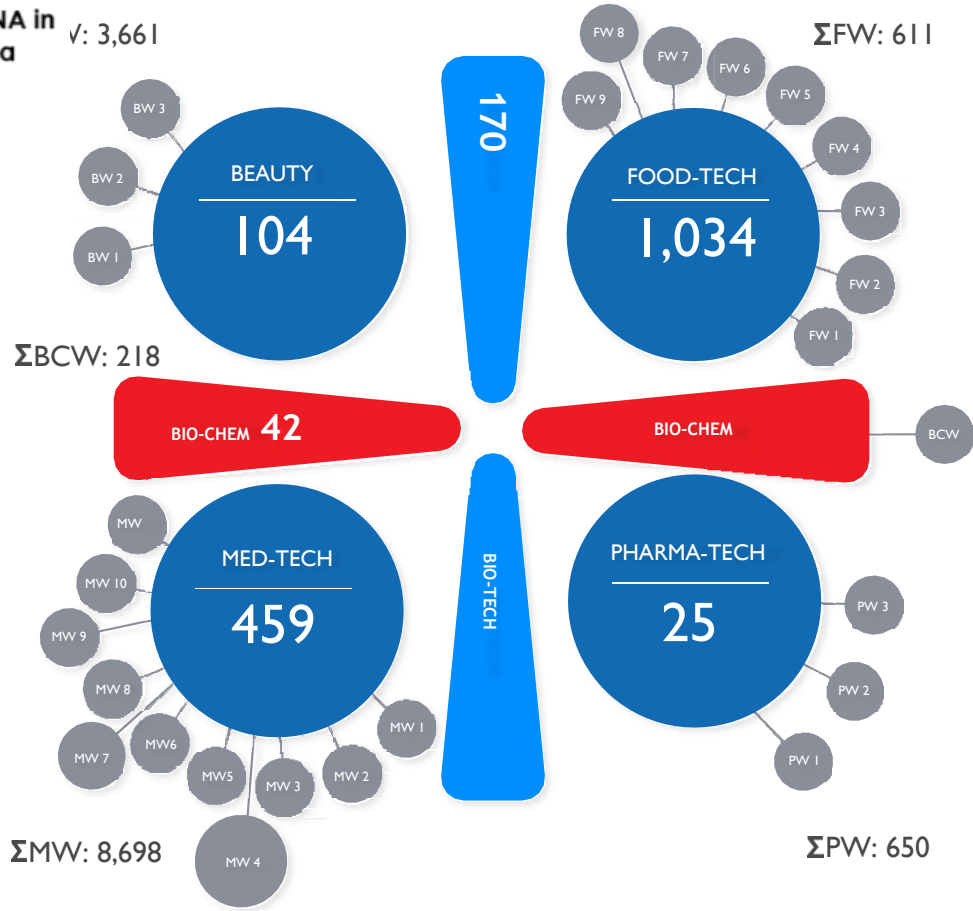 NA in
a
V: 3,661
ΣFW: 611
FW 8
FW 7
FW 6
FW 9
FW 5
FW 4
FW 3
FW 2
FW 1
BW 3
BW 2
BW 1
BEAUTY
104
170
FOOD-TECH
1,034
ΣBCW: 218
BIO-CHEM 42
BIO-CHEM
BCW
MW
MW 10
MW 9
MW 8
MW 7
MW6
MW5
MW 4
MW 3
MW 2
MW 1
MED-TECH
459
BIO-TECH
PHARMA-TECH
25
PW 3
PW 2
PW 1
ΣMW: 8,698
ΣPW: 650